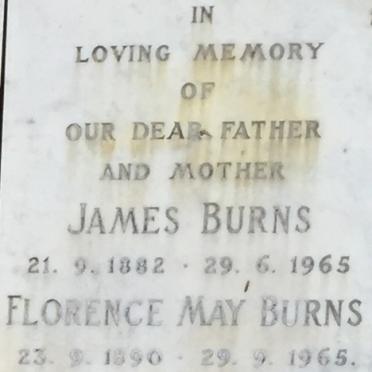 IN
LOVING MEMORY
OF
OUR DEAR FATHER
AND MOTHER
JAMES BURNS
21. 9. 1882 · 29. 6. 1965
FLORENCE MAY BURNS
23. 9. 1890 · 29. 9. 1965.